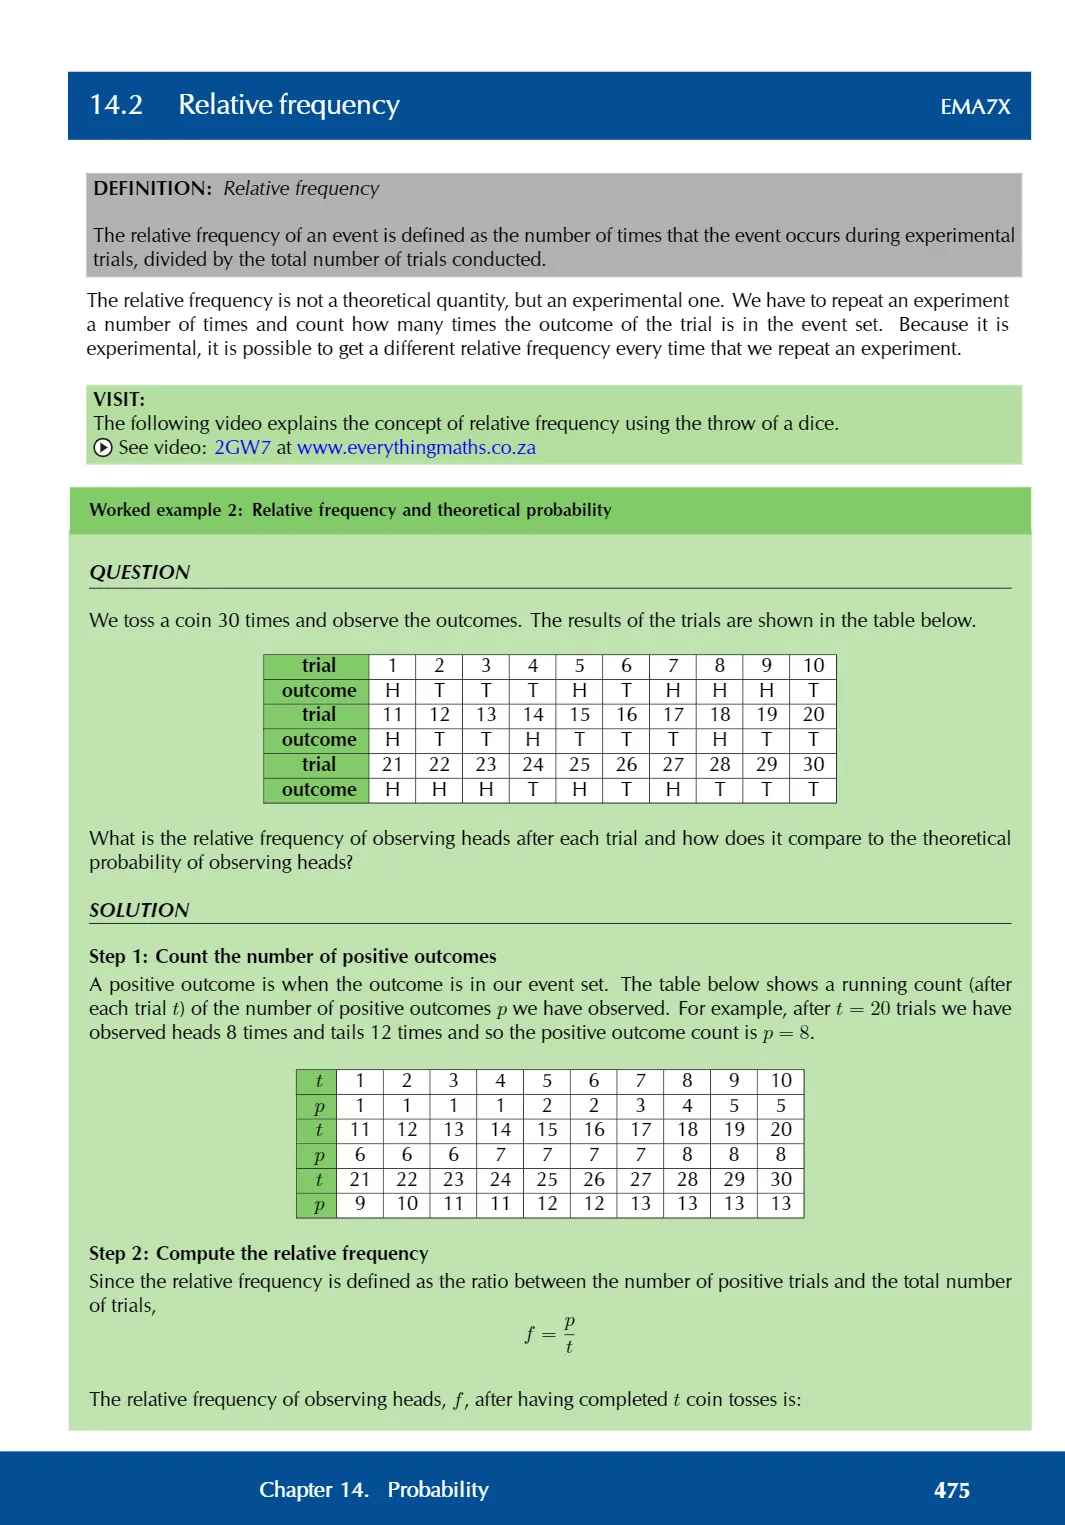 14.2 Relative frequency EMA7X
DEFINITION: Relative frequency
The relative frequency of an event is defined as the number of times that the event occurs during experimental
trials, divided by the total number of trials conducted.
The relative frequency is not a theoretical quantity, but an experimental one. We have to repeat an experiment
a number of times and count how many times the outcome of the trial is in the event set. Because it is
experimental, it is possible to get a different relative frequency every time that we repeat an experiment.
VISIT:
The following video explains the concept of relative frequency using the throw of a dice.
See video: 2GW7 at www.everythingmaths.co.za
Worked example 2: Relative frequency and theoretical probability
QUESTION
We toss a coin 30 times and observe the outcomes. The results of the trials are shown in the table below.
trial 1 2 3 4 5 6 7 8 9 10
outcome H T T T H T H H H T
trial 11 12 13 14 15 16 17 18 19 20
outcome H T T H T T T H T T
trial 21 22 23 24 25 26 27 28 29 30
outcome H H H T H T H T T T
What is the relative frequency of observing heads after each trial and how does it compare to the theoretical
probability of observing heads?
SOLUTION
Step 1: Count the number of positive outcomes
A positive outcome is when the outcome is in our event set. The table below shows a running count (after
each trial t) of the number of positive outcomes p we have observed. For example, after t = 20 trials we have
observed heads 8 times and tails 12 times and so the positive outcome count is p = 8.
t 1 2 3 4 5 6 7 8 9 10
p 1 1 1 1 2 2 3 4 5 5
t 11 12 13 14 15 16 17 18 19 20
p 6 6 6 7 7 7 7 8 8 8
t 21 22 23 24 25 26 27 28 29 30
p 9 10 11 11 12 12 13 13 13 13
Step 2: Compute the relative frequency
Since the relative frequency is defined as the ratio between the number of positive trials and the total number
of trials,
f = p/t
The relative frequency of observing heads, f, after having completed t coin tosses is:
Chapter 14. Probability 475